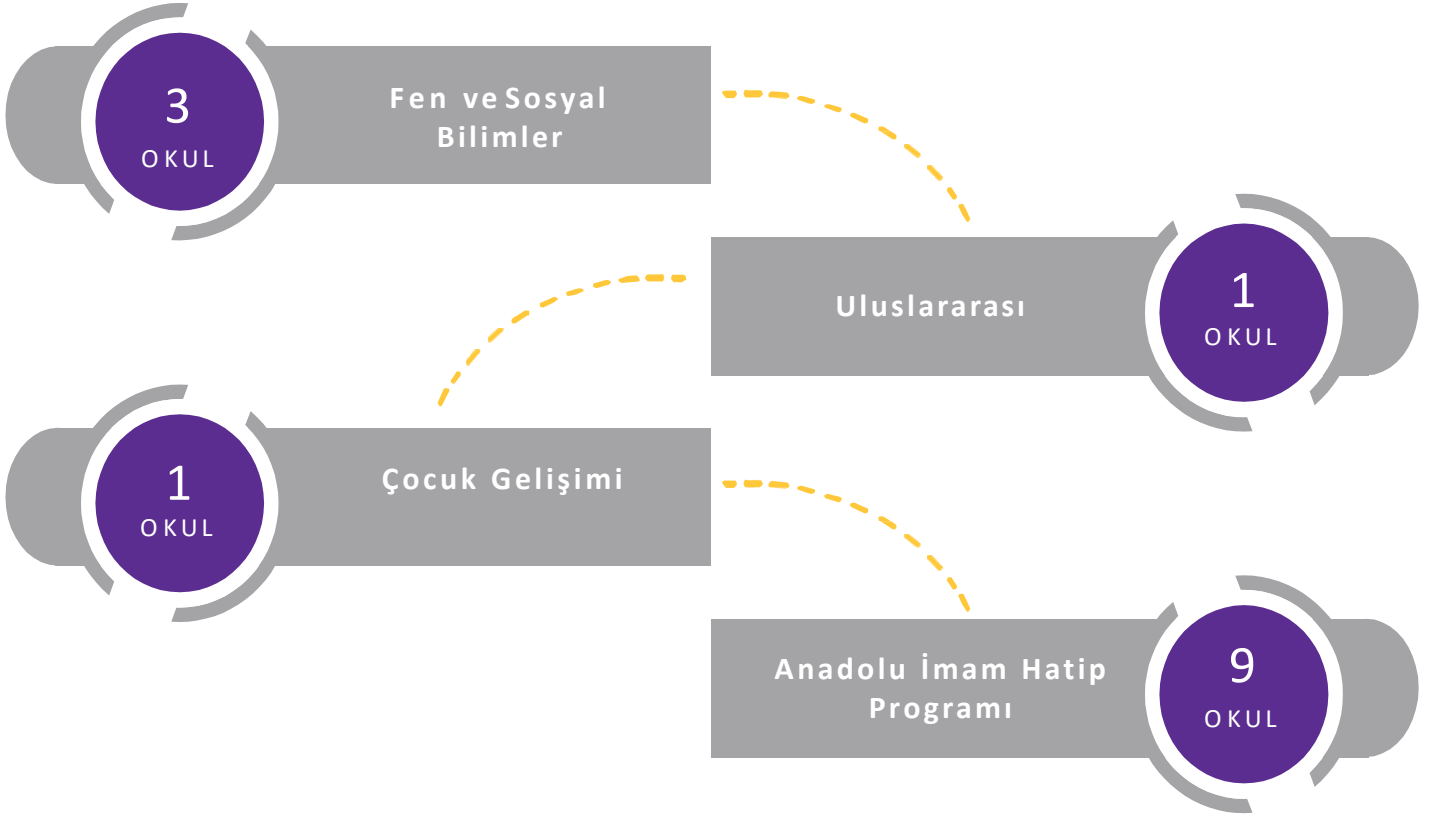 3
OKUL
Fen ve Sosyal
Bilimler
Uluslararası
1
OKUL
1
OKUL
Çocuk Gelişimi
Anadolu İmam Hatip
Programı
9
OKUL